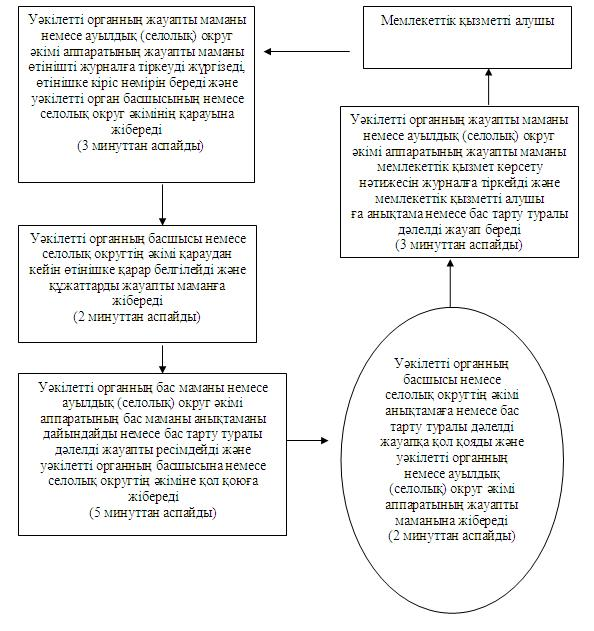 Уәкілетті органның жауапты маманы
немесе ауылдық (селолық) округ
әкімі аппаратының жауапты маманы
өтінішті журналға тіркеуді жүргізеді,
өтінішке кіріс нөмірін береді және
уәкілетті орган басшысының немесе
селолық округ әкімінің қарауына
жібереді
(3 минуттан аспайды)
Мемлекеттік қызметті алушы
Уәкілетті органның жауапты маманы
немесе ауылдық (селолық) округ
әкімі аппаратының жауапты маманы
мемлекеттік қызмет көрсету
нәтижесін журналға тіркейді және
мемлекеттік қызметті алушы
ға анықтама немесе бас тарту туралы
дәлелді жауап береді
(3 минуттан аспайды)
Уәкілетті органның басшысы немесе
селолық округтің әкімі қараудан
кейін өтінішке қарар белгілейді және
құжаттарды жауапты маманға
жібереді
(2 минуттан аспайды)
Уәкілетті органның бас маманы немесе
ауылдық (селолық) округ әкімі
аппаратының бас маманы анықтаманы
дайындайды немесе бас тарту туралы
дәлелді жауапты ресімдейді және
уәкілетті органның басшысына немесе
селолық округтің әкіміне қол қоюға
жібереді
(5 минуттан аспайды)
Уәкілетті органның
басшысы немесе
селолық округтің әкімі
анықтамаға немесе бас
тарту туралы дәлелді
жауапқа қол қояды және
уәкілетті органның
немесе ауылдық
(селолық) округ әкімі
аппаратының жауапты
маманына жібереді
(2 минуттан аспайды)